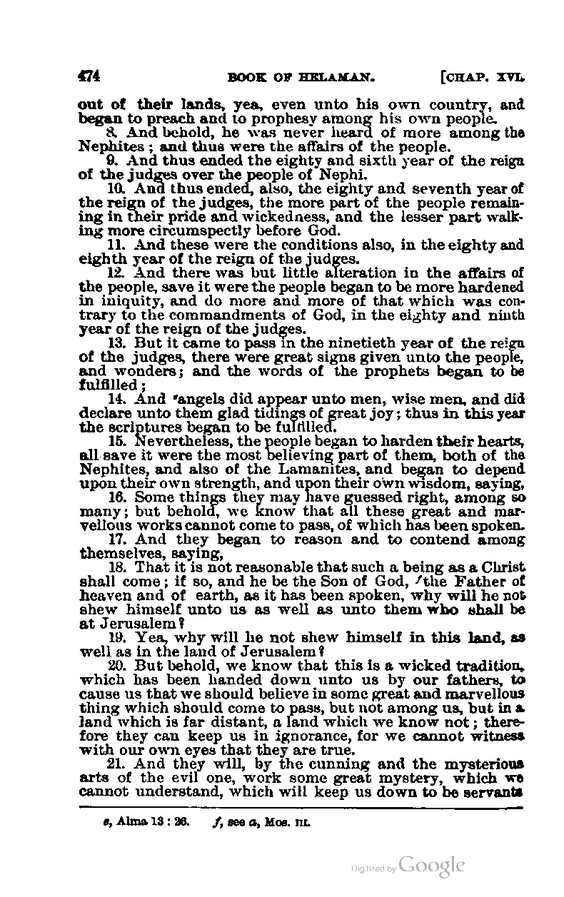 474 BOOK OF HELAMAN. [CHAP. XVI.
out of their lands, yea, even unto his own country, and
began to preach and to prophesy among his own people.
8. And behold, he was never heard of more among the
Nephites; and thus were the affairs of the people.
9. And thus ended the eighty and sixth year of the reign
of the judges over the people of Nephi.
10. And thus ended, also, the eighty and seventh year of
the reign of the judges, the more part of the people remain-
ing in their pride and wickedness, and the lesser part walk-
ing more circumspectly before God.
11. And these were the conditions also, in the eighty and
eighth year of the reign of the judges.
12. And there was but little alteration in the affairs of
the people, save it were the people began to be more hardened
in iniquity, and do more and more of that which was con-
trary to the commandments of God, in the eighty and ninth
year of the reign of the judges.
13. But it came to pass in the ninetieth year of the reign
of the judges, there were great signs given unto the people,
and wonders; and the words of the prophets began to be
fulfilled;
14. And ᵉangels did appear unto men, wise men, and did
declare unto them glad tidings of great joy; thus in this year
the scriptures began to be fulfilled.
15. Nevertheless, the people began to harden their hearts,
all save it were the most believing part of them, both of the
Nephites, and also of the Lamanites, and began to depend
upon their own strength, and upon their own wisdom, saying,
16. Some things they may have guessed right, among so
many; but behold, we know that all these great and mar-
vellous works cannot come to pass, of which has been spoken.
17. And they began to reason and to contend among
themselves, saying,
18. That it is not reasonable that such a being as a Christ
shall come; if so, and he be the Son of God, ᶠthe Father of
heaven and of earth, as it has been spoken, why will he not
shew himself unto us as well as unto them who shall be
at Jerusalem?
19. Yea, why will he not shew himself in this land, as
well as in the land of Jerusalem?
20. But behold, we know that this is a wicked tradition,
which has been handed down unto us by our fathers, to
cause us that we should believe in some great and marvellous
thing which should come to pass, but not among us, but in a
land which is far distant, a land which we know not; there-
fore they can keep us in ignorance, for we cannot witness
with our own eyes that they are true.
21. And they will, by the cunning and the mysterious
arts of the evil one, work some great mystery, which we
cannot understand, which will keep us down to be servants
e, Alma 13 : 26. f, see a, Mos. III.
Digitized by Google